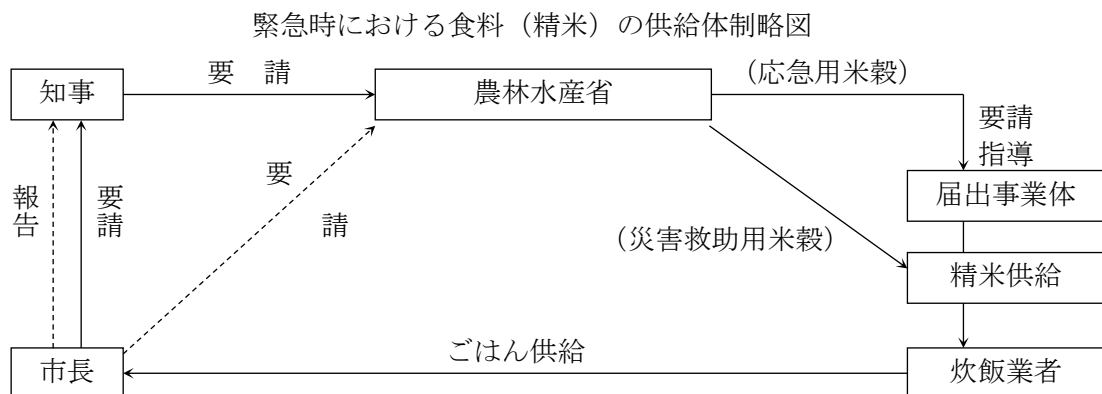 緊急時における食料（精米）の供給体制略図
知事
要　請
農林水産省
（応急用米穀）
要請
指導
届出事業体
報告
要請
要
請
（災害救助用米穀）
精米供給
市長
ごはん供給
炊飯業者